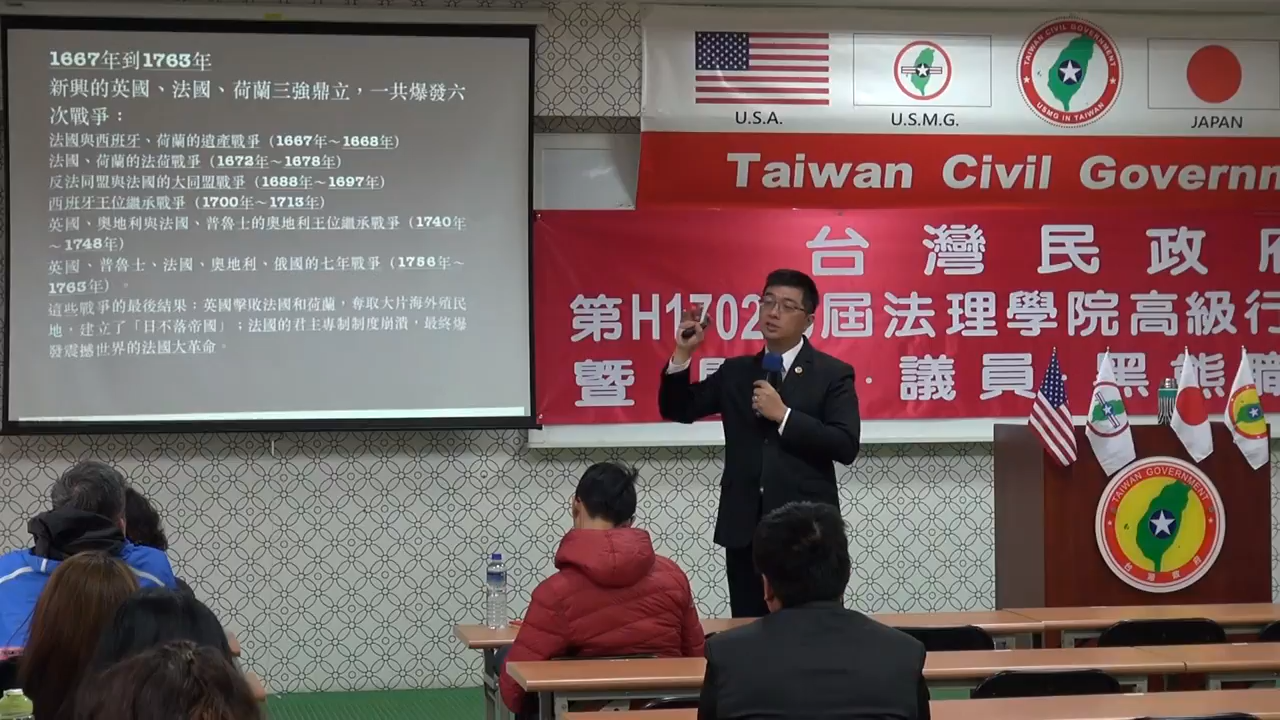 1667年到1763年
新興的英國、法國、荷蘭三強鼎立，一共爆發六
次戰爭：
法國與西班牙、荷蘭的遺產戰爭（1667年～1668年）
法國、荷蘭的法荷戰爭（1672年～1678年）
反法同盟與法國的大同盟戰爭（1688年～1697年）
西班牙王位繼承戰爭（1700年～1713年）
英國、奧地利與法國、普魯士的奧地利王位繼承戰爭（1740年
～1748年）
英國、普魯士、法國、奧地利、俄國的七年戰爭（1756年～
1763年）。
這些戰爭的最後結果：英國擊敗法國和荷蘭，奪取大片海外殖民
地，建立了「日不落帝國」；法國的君主專制制度崩潰，最終爆
發震撼世界的法國大革命。
U.S.A.
U.S.M.G.
TAIWAN CIVIL GOVERNMENT
USMG IN TAIWAN
JAPAN
Taiwan Civil Governm
台灣民政府
第H1702 屆法理學院高級行
暨 · 議員 · 黑熊職
TAIWAN GOVERNMENT
台灣政府